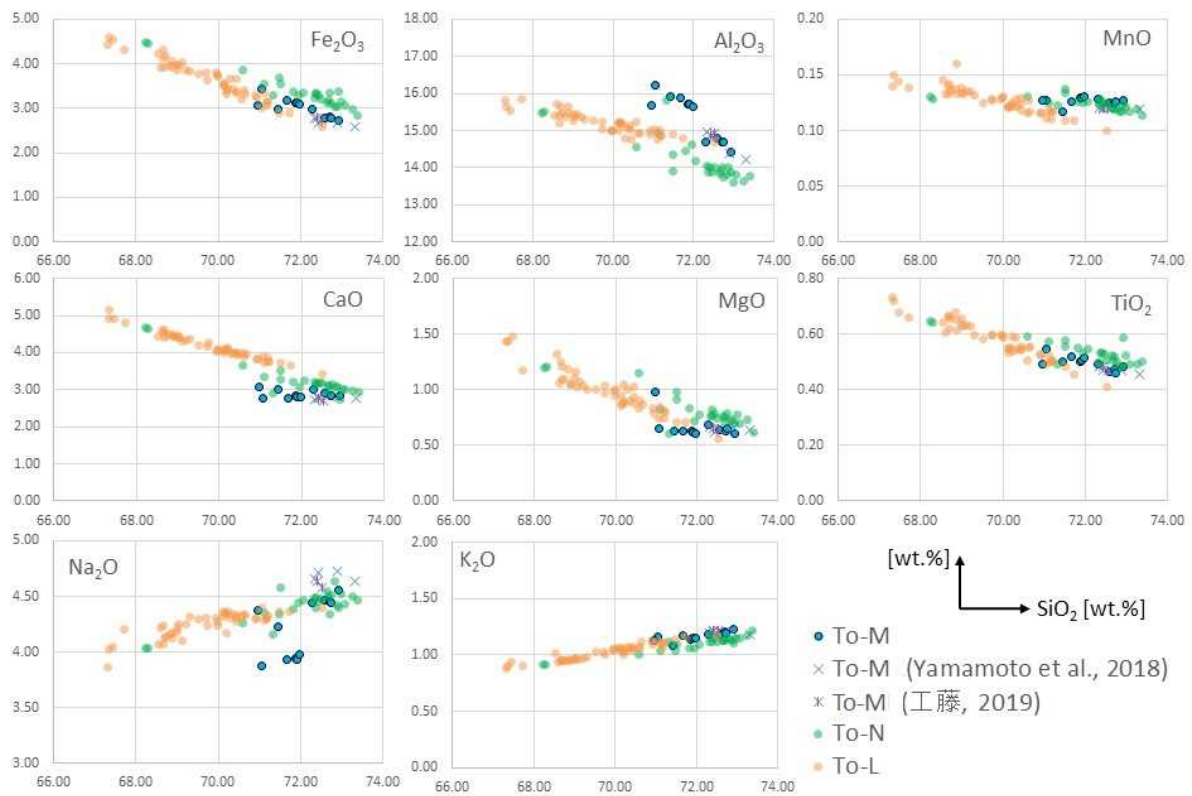 5.00
4.00
3.00
2.00
1.00
0.00
Fe₂O₃
18.00
17.00
16.00
15.00
14.00
13.00
12.00
Al₂O₃
0.20
0.15
0.10
0.05
0.00
MnO
66.00 68.00 70.00 72.00 74.00
66.00 68.00 70.00 72.00 74.00
66.00 68.00 70.00 72.00 74.00
6.00
5.00
4.00
3.00
2.00
1.00
0.00
CaO
2.00
1.50
1.00
0.50
0.00
MgO
0.80
0.60
0.40
0.20
0.00
TiO₂
66.00 68.00 70.00 72.00 74.00
66.00 68.00 70.00 72.00 74.00
66.00 68.00 70.00 72.00 74.00
5.00
4.50
4.00
3.50
3.00
Na₂O
66.00 68.00 70.00 72.00 74.00
2.00
1.50
1.00
0.50
0.00
K₂O
66.00 68.00 70.00 72.00 74.00
[wt.%]
SiO₂ [wt.%]
To-M
To-M (Yamamoto et al., 2018)
To-M (工藤, 2019)
To-N
To-L